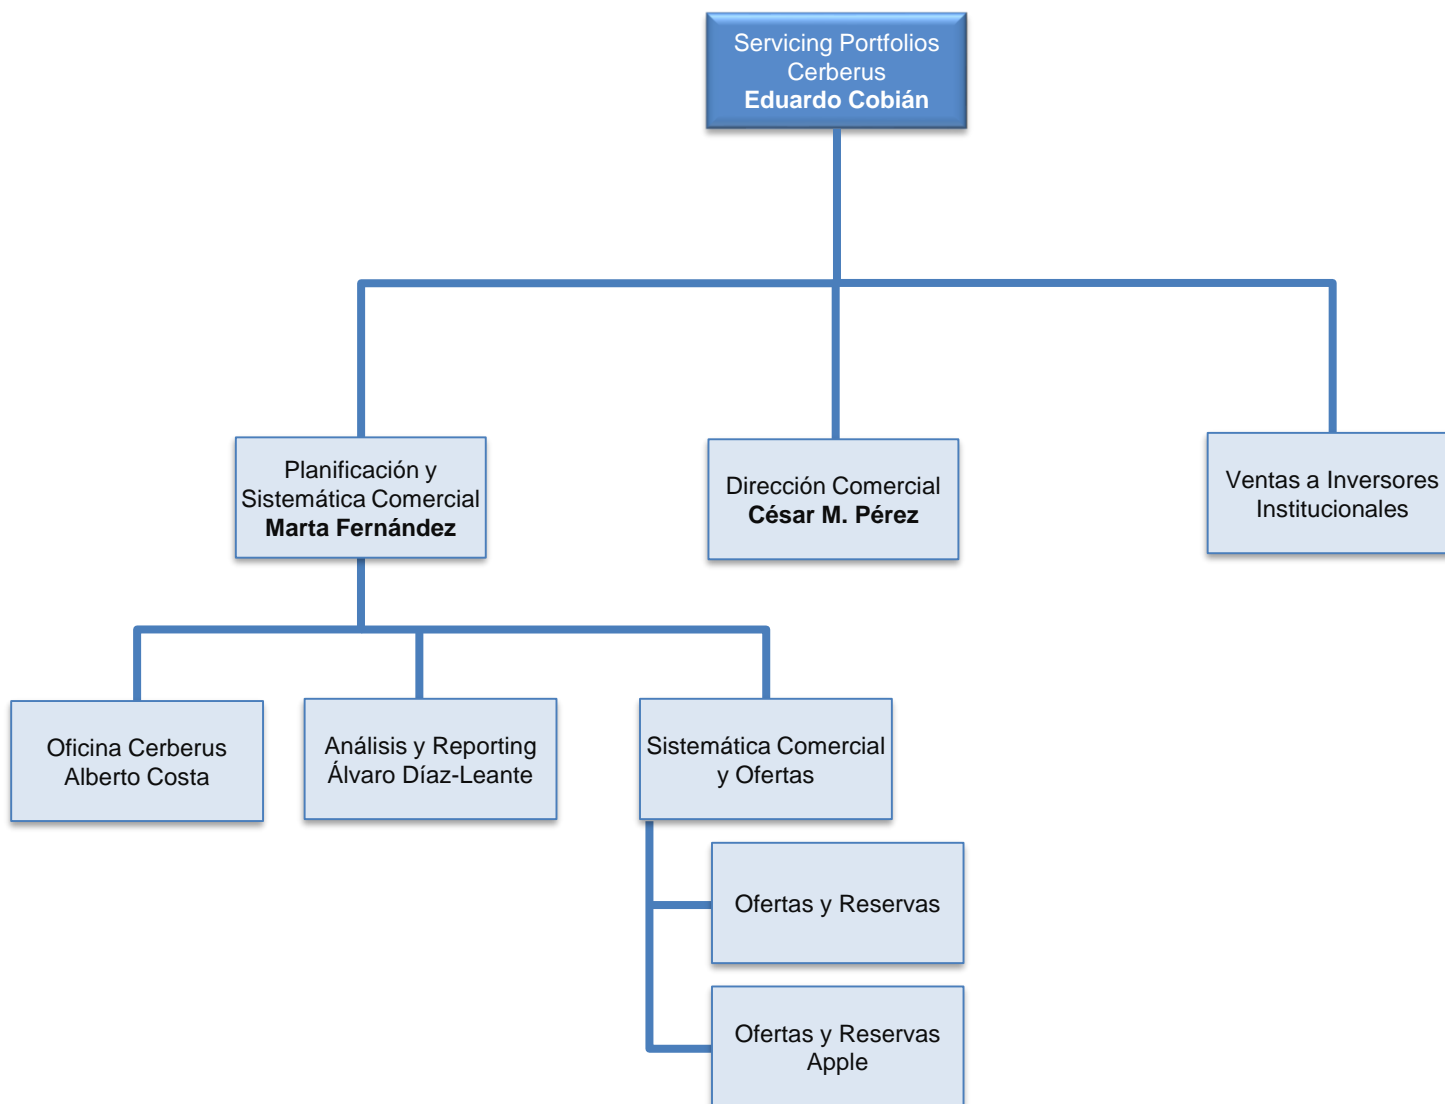 Servicing Portfolios
Cerberus
Eduardo Cobián
Planificación y
Sistemática Comercial
Marta Fernández
Dirección Comercial
César M. Pérez
Ventas a Inversores
Institucionales
Oficina Cerberus
Alberto Costa
Análisis y Reporting
Álvaro Díaz-Leante
Sistemática Comercial
y Ofertas
Ofertas y Reservas
Ofertas y Reservas
Apple